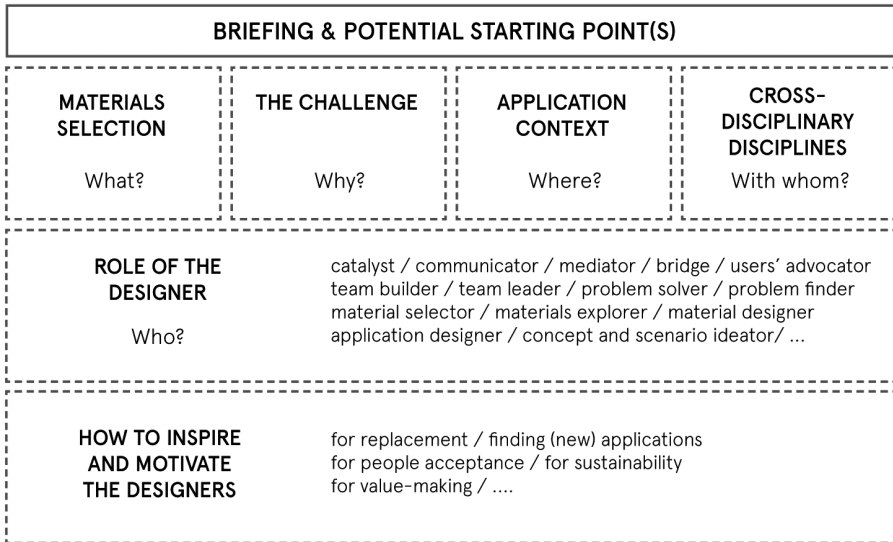 BRIEFING & POTENTIAL STARTING POINT(S)
MATERIALS
SELECTION
What?
THE CHALLENGE
Why?
APPLICATION
CONTEXT
Where?
CROSS-
DISCIPLINARY
DISCIPLINES
With whom?
ROLE OF THE
DESIGNER
Who?
catalyst / communicator / mediator / bridge / users’ advocator
team builder / team leader / problem solver / problem finder
material selector / materials explorer / material designer
application designer / concept and scenario ideator/ ...
HOW TO INSPIRE
AND MOTIVATE
THE DESIGNERS
for replacement / finding (new) applications
for people acceptance / for sustainability
for value-making / ....